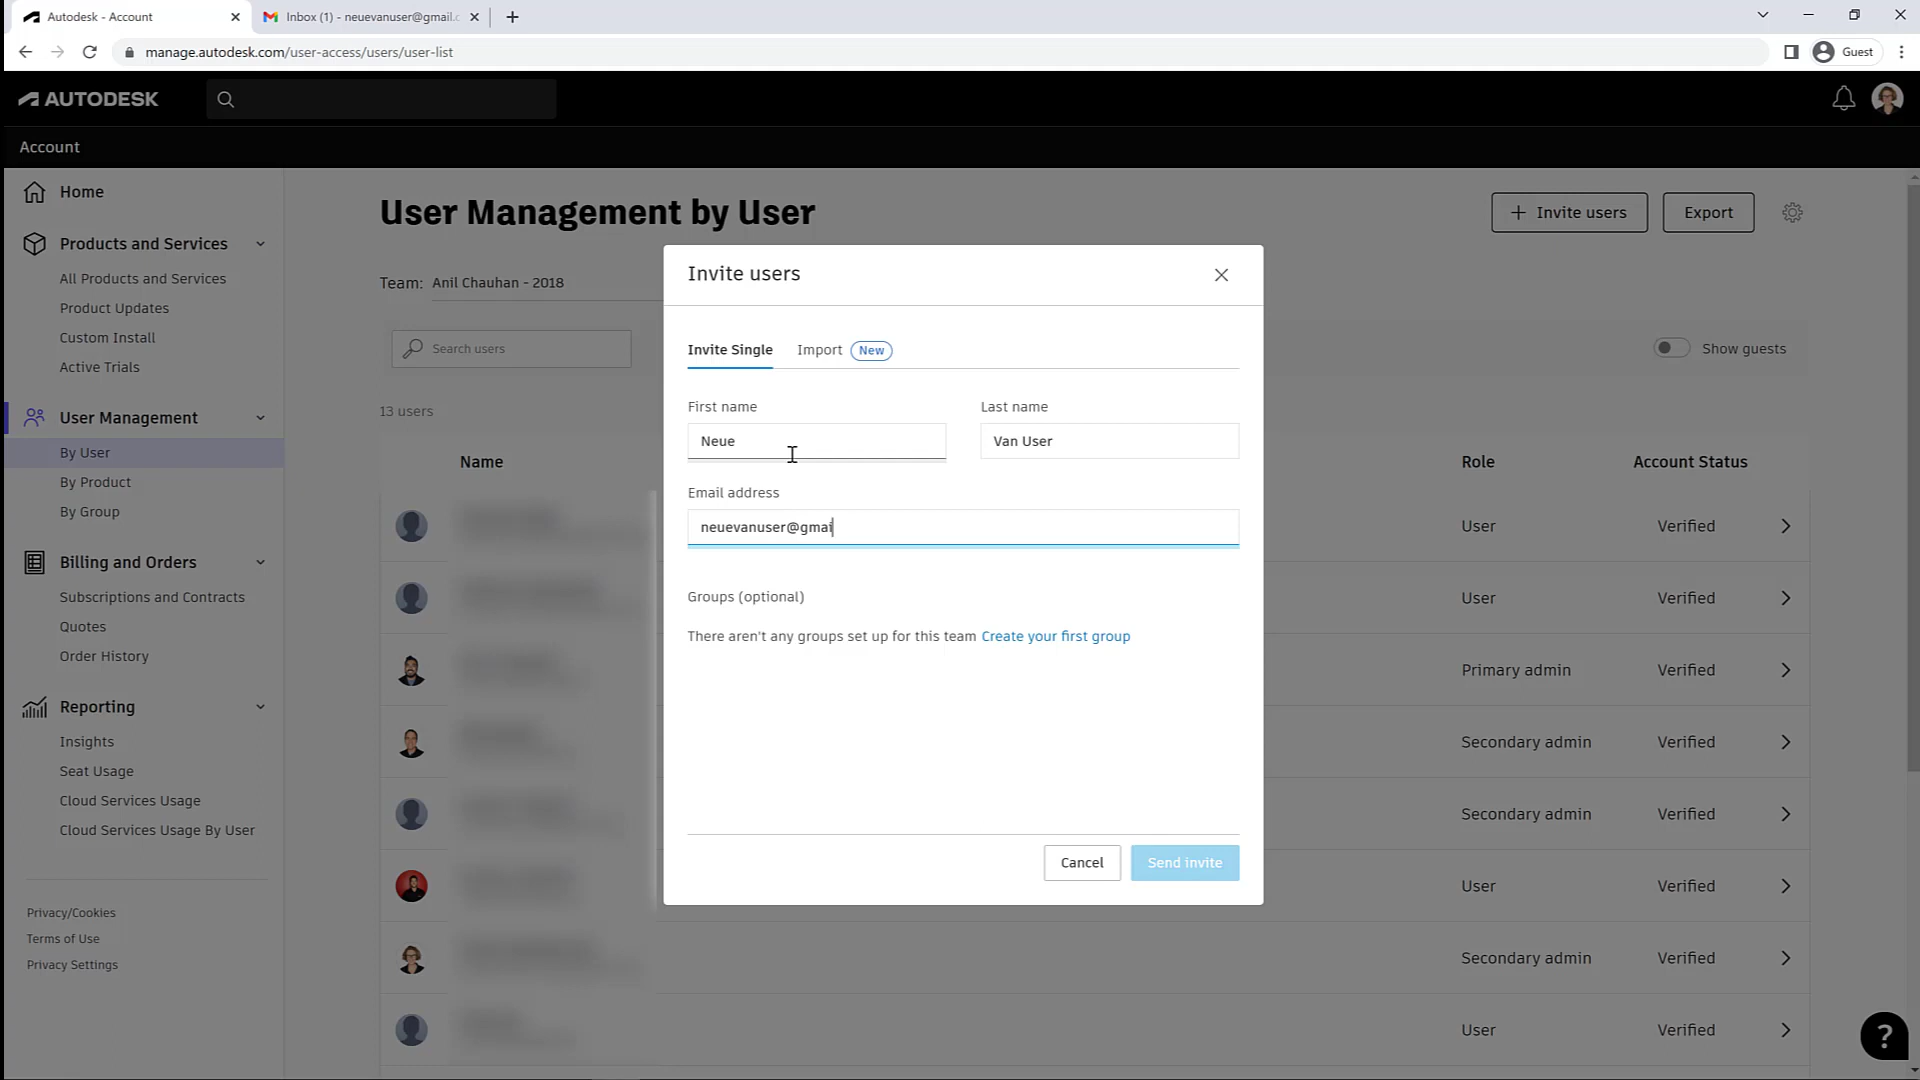 Autodesk - Account
Inbox (1) - neuevanuser@gmail.c
manage.autodesk.com/user-access/users/user-list
Guest
AUTODESK
Account
Home
Products and Services
All Products and Services
Product Updates
Custom Install
Active Trials
User Management
By User
By Product
By Group
Billing and Orders
Subscriptions and Contracts
Quotes
Order History
Reporting
Insights
Seat Usage
Cloud Services Usage
Cloud Services Usage By User
Privacy/Cookies
Terms of Use
Privacy Settings
User Management by User
+ Invite users
Export
Team: Anil Chauhan - 2018
Search users
Show guests
13 users
Name
Role
Account Status
User
Verified
User
Verified
Primary admin
Verified
Secondary admin
Verified
Secondary admin
Verified
User
Verified
Secondary admin
Verified
User
Verified
Invite users
Invite Single
Import
New
First name
Last name
Neue
Van User
Email address
neuevanuser@gmai
Groups (optional)
There aren't any groups set up for this team Create your first group
Cancel
Send invite
?